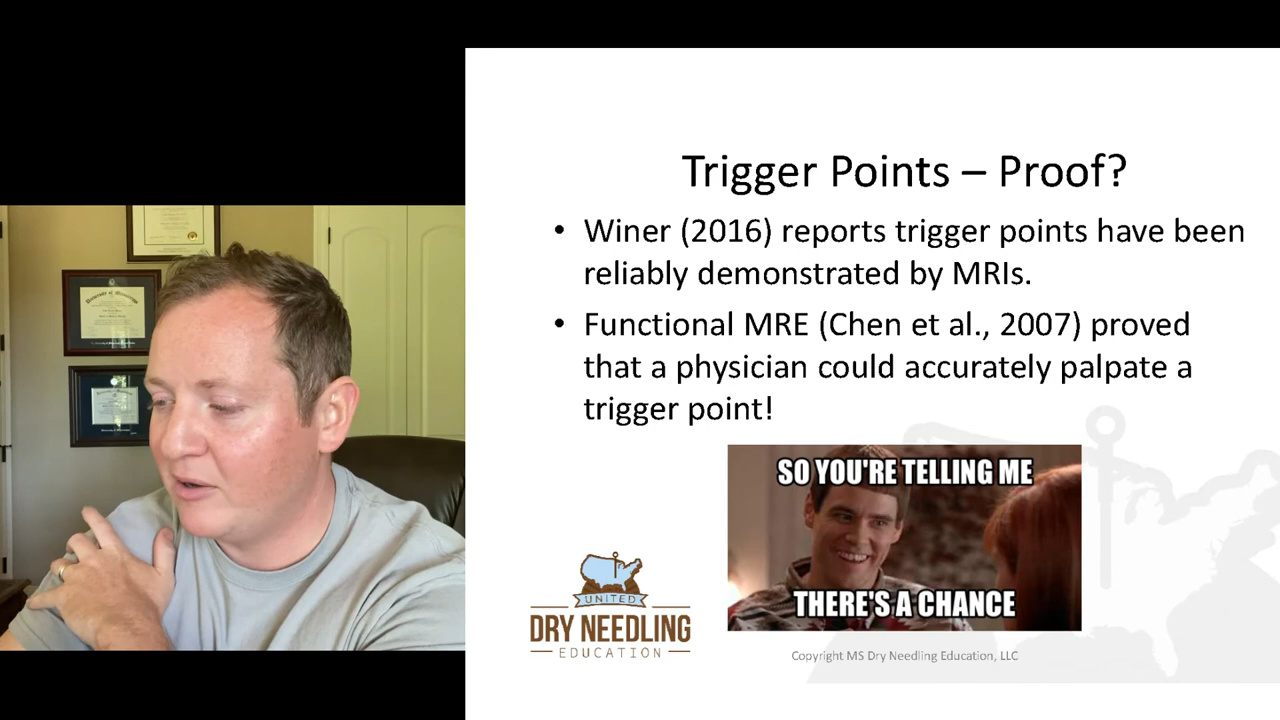 Trigger Points – Proof?
• Winer (2016) reports trigger points have been
reliably demonstrated by MRIs.
• Functional MRE (Chen et al., 2007) proved
that a physician could accurately palpate a
trigger point!
SO YOU'RE TELLING ME
THERE'S A CHANCE
UNITED
DRY NEEDLING
EDUCATION
Copyright MS Dry Needling Education, LLC